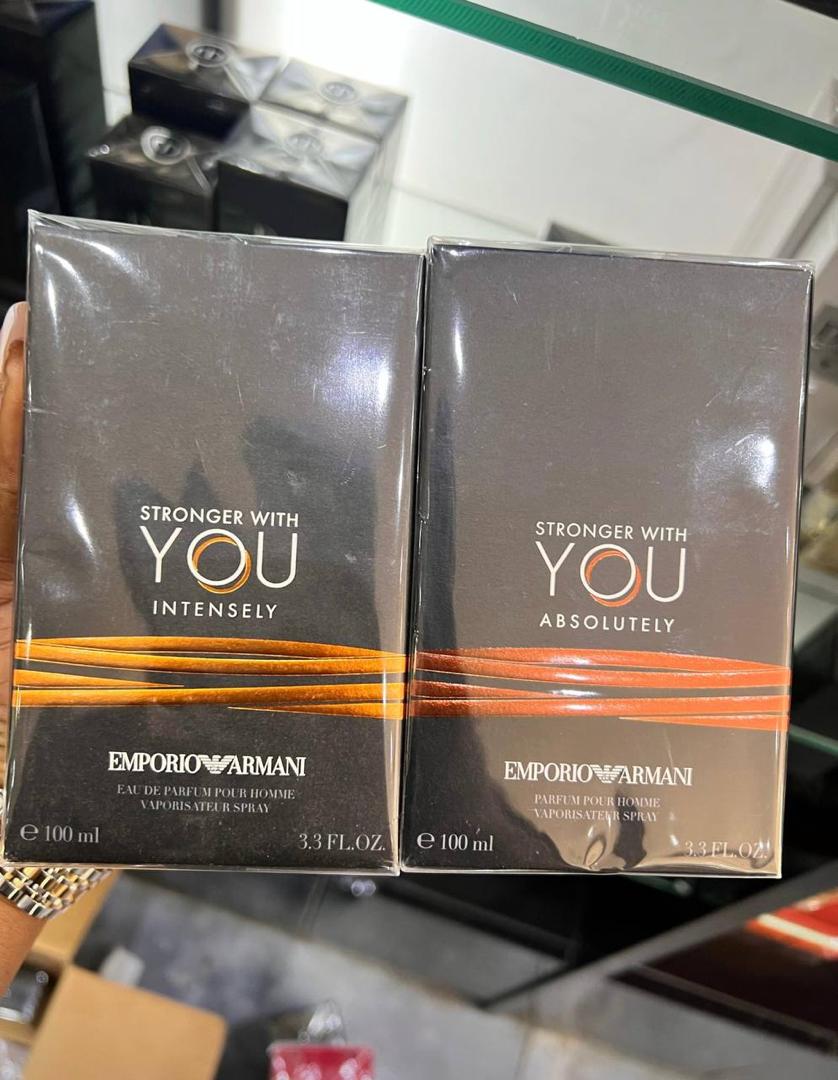 STRONGER WITH
YOU
INTENSELY
EMPORIO ARMANI
EAU DE PARFUM POUR HOMME
VAPORISATEUR SPRAY
e 100 ml
3.3 FL.OZ.
STRONGER WITH
YOU
ABSOLUTELY
EMPORIO ARMANI
PARFUM POUR HOMME
VAPORISATEUR SPRAY
e 100 ml
3.3 FL.OZ.